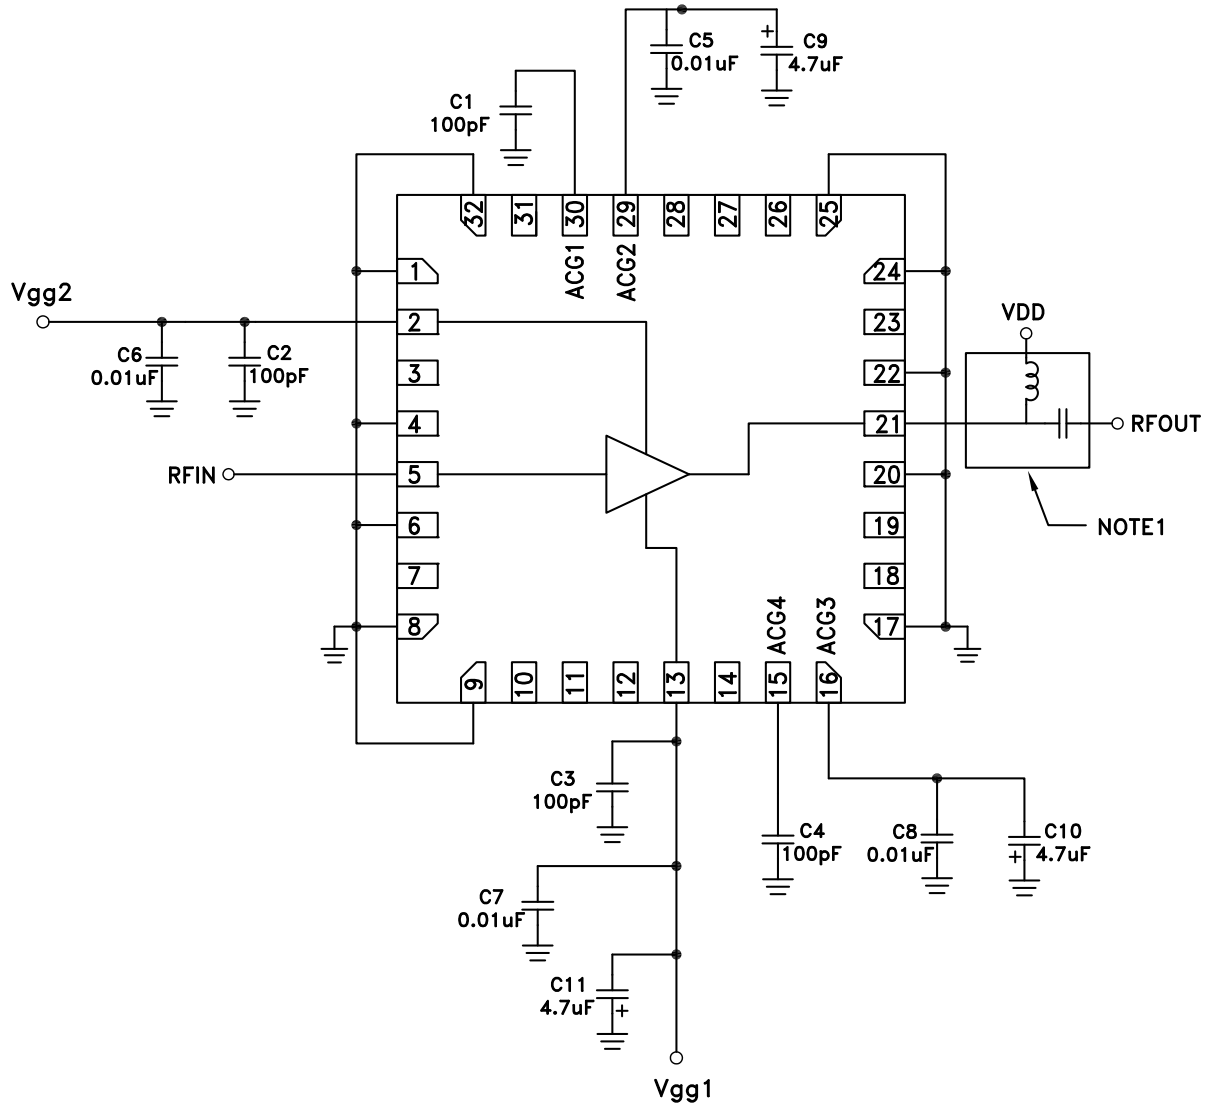 C5
0.01uF
+
C9
4.7uF
C1
100pF
32
31
30
29
28
27
26
25
ACG1
ACG2
Vgg2
C6
0.01uF
C2
100pF
1
2
3
4
RFIN
5
6
7
8
24
23
22
21
20
19
18
17
VDD
RFOUT
NOTE1
ACG4
ACG3
9
10
11
12
13
14
15
16
C3
100pF
C4
100pF
C8
0.01uF
C10
+
4.7uF
C7
0.01uF
C11
4.7uF
+
Vgg1